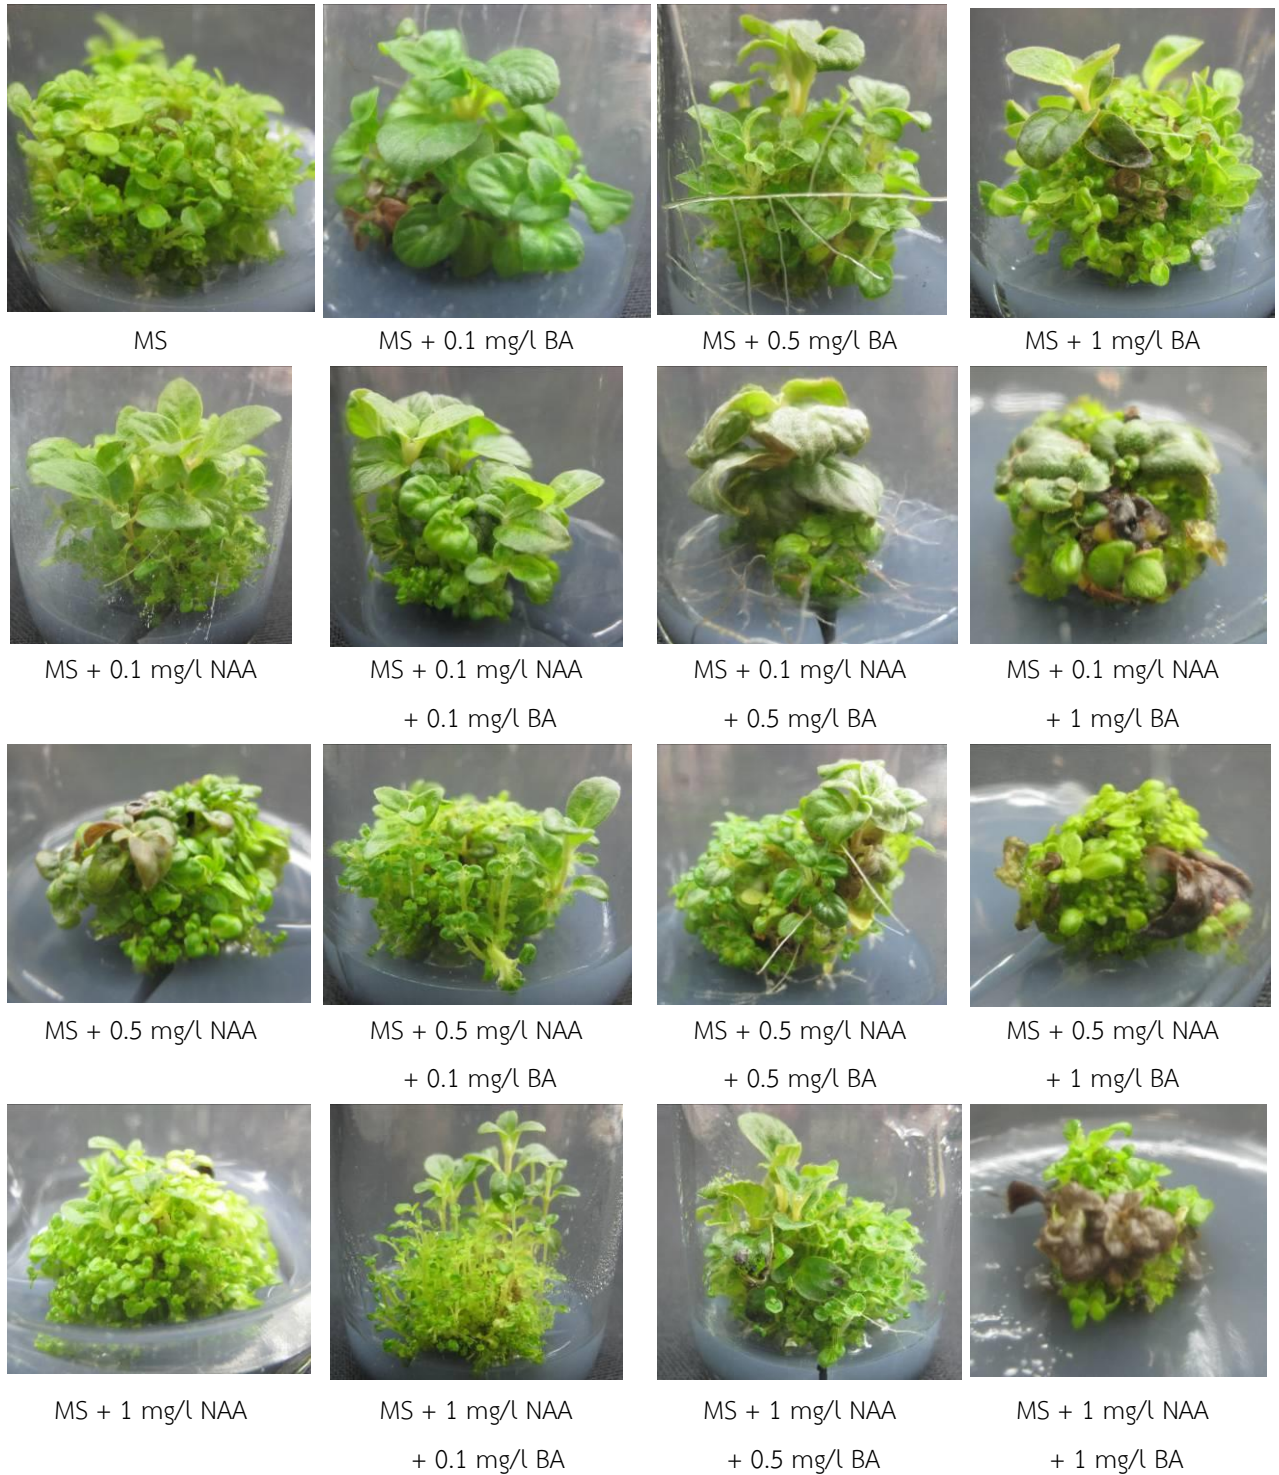 MS
MS + 0.1 mg/l BA
MS + 0.5 mg/l BA
MS + 1 mg/l BA
MS + 0.1 mg/l NAA
MS + 0.1 mg/l NAA
+ 0.1 mg/l BA
MS + 0.1 mg/l NAA
+ 0.5 mg/l BA
MS + 0.1 mg/l NAA
+ 1 mg/l BA
MS + 0.5 mg/l NAA
MS + 0.5 mg/l NAA
+ 0.1 mg/l BA
MS + 0.5 mg/l NAA
+ 0.5 mg/l BA
MS + 0.5 mg/l NAA
+ 1 mg/l BA
MS + 1 mg/l NAA
MS + 1 mg/l NAA
+ 0.1 mg/l BA
MS + 1 mg/l NAA
+ 0.5 mg/l BA
MS + 1 mg/l NAA
+ 1 mg/l BA